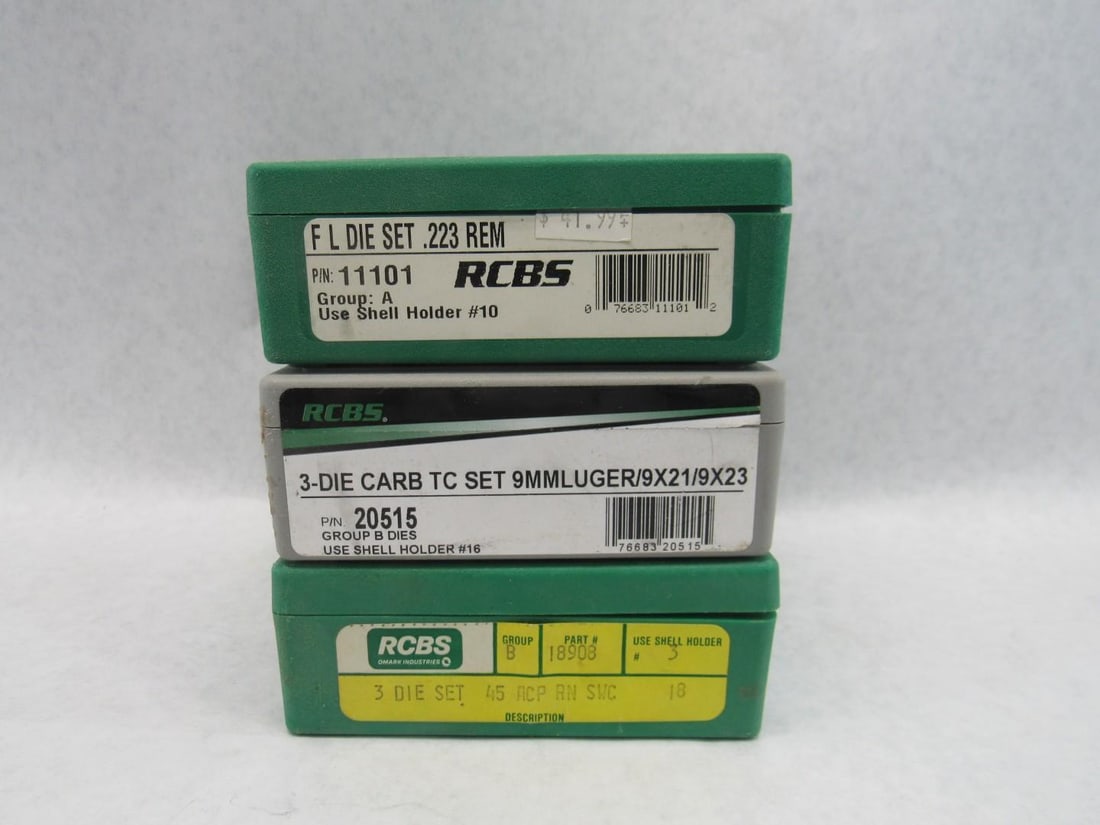 $ 41.99
F L DIE SET .223 REM
P/N: 11101 RCBS
Group: A
Use Shell Holder #10
0 76683 11101 2
RCBS.
3-DIE CARB TC SET 9MMLUGER/9X21/9X23
P/N. 20515
GROUP B DIES
USE SHELL HOLDER #16
76683 20515
RCBS
OMARK INDUSTRIES
GROUP
B
PART #
18908
USE SHELL HOLDER
# 3
3 DIE SET 45 ACP RN SWC 18
DESCRIPTION